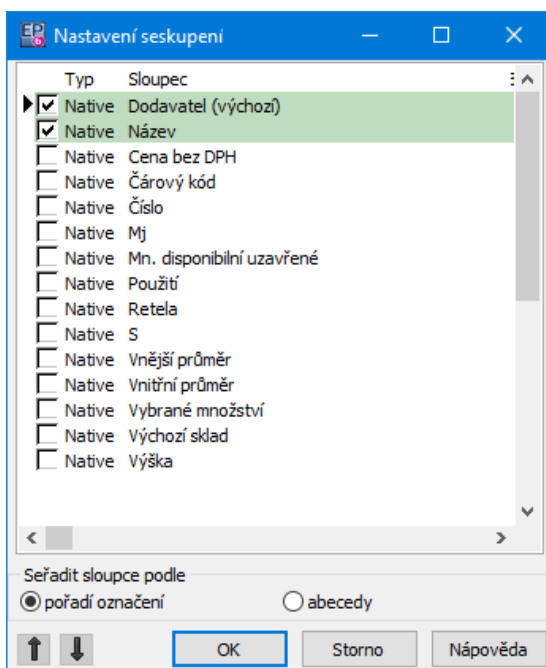 Nastavení seskupení
Typ Sloupec
Native Dodavatel (výchozí)
Native Název
Native Cena bez DPH
Native Čárový kód
Native Číslo
Native Mj
Native Mn. disponibilní uzavřené
Native Použití
Native Retela
Native S
Native Vnější průměr
Native Vnitřní průměr
Native Vybrané množství
Native Výchozí sklad
Native Výška
Seřadit sloupce podle
pořadí označení abecedy
OK Storno Nápověda